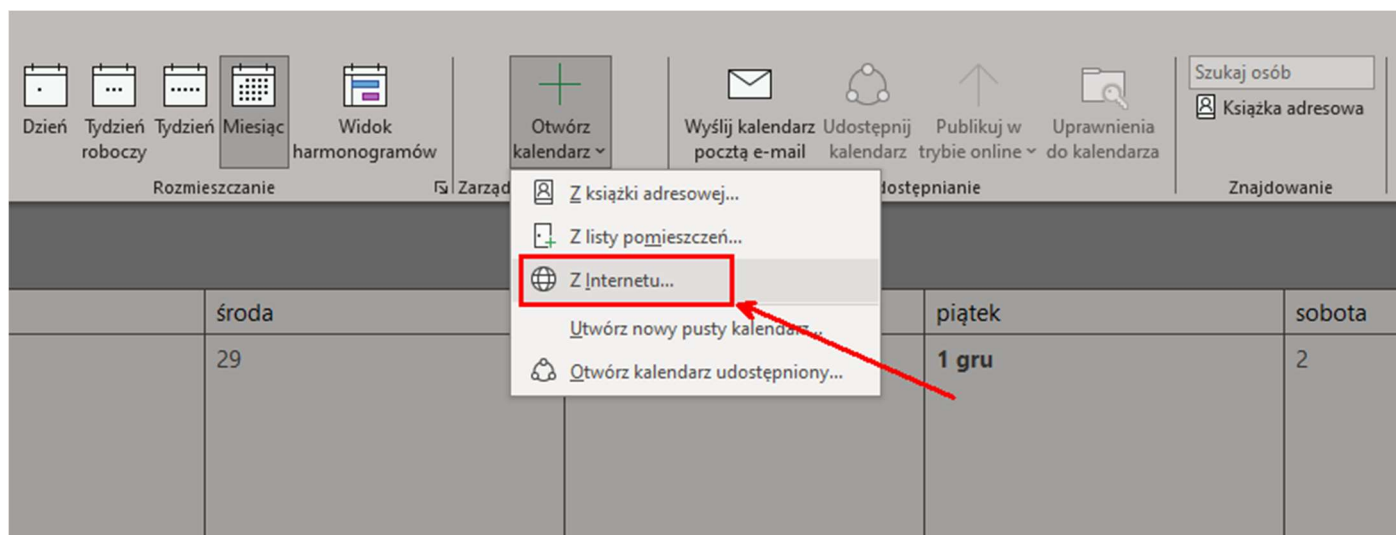 Szukaj osób
Książka adresowa
Dzień Tydzień roboczy Tydzień Miesiąc Widok harmonogramów
Otwórz kalendarz
Wyślij kalendarz pocztą e-mail
Udostępnij kalendarz
Publikuj w trybie online
Uprawnienia do kalendarza
Rozmieszczanie
Znajdowanie
Z książki adresowej...
Z listy pomieszczeń...
Z Internetu...
Utwórz nowy pusty kalendarz...
Otwórz kalendarz udostępniony...
środa
piątek
sobota
29
1 gru
2